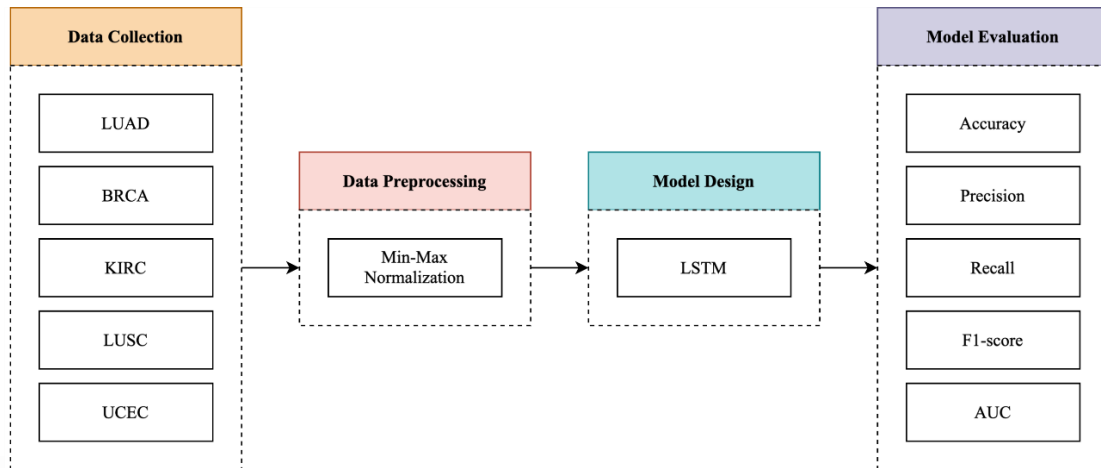 Data Collection
LUAD
BRCA
KIRC
LUSC
UCEC
Data Preprocessing
Min-Max
Normalization
Model Design
LSTM
Model Evaluation
Accuracy
Precision
Recall
F1-score
AUC